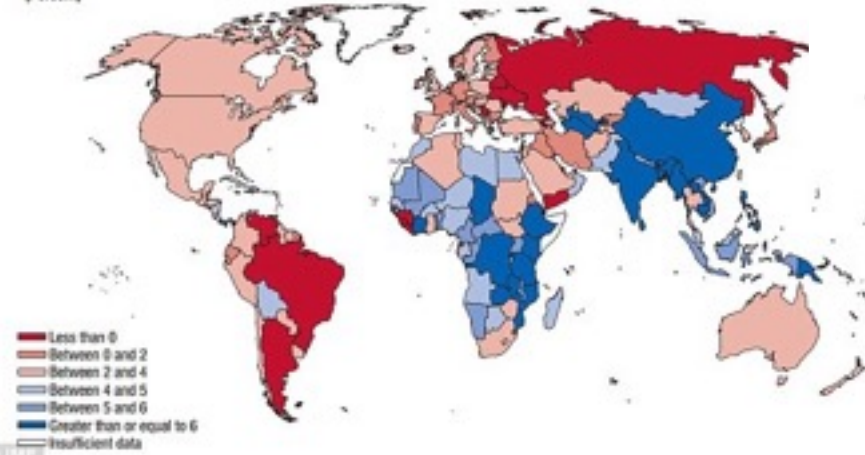 Less than 0
Between 0 and 2
Between 2 and 4
Between 4 and 5
Between 5 and 6
Greater than or equal to 6
Insufficient data